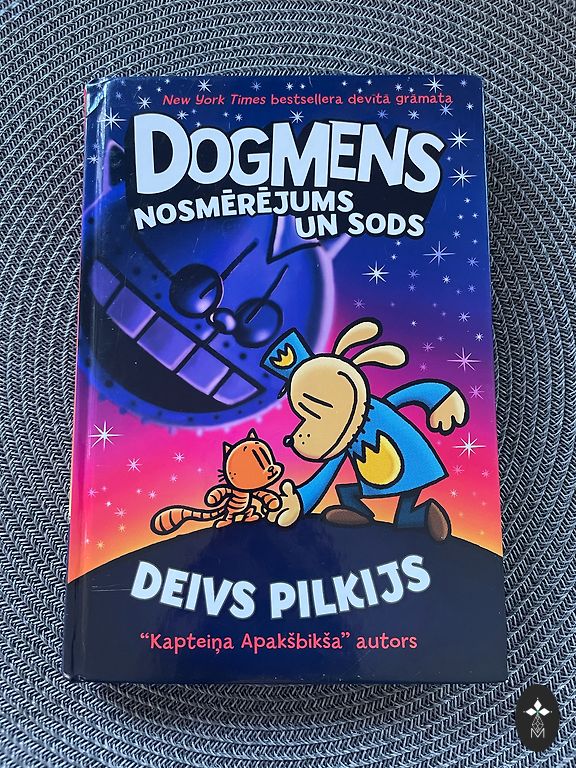 New York Times bestsellera devītā grāmata
DOGMENS
NOSMĒRĒJUMS
UN SODS
DEIVS PILKIJS
“Kapteiņa Apakšbikša” autors
M